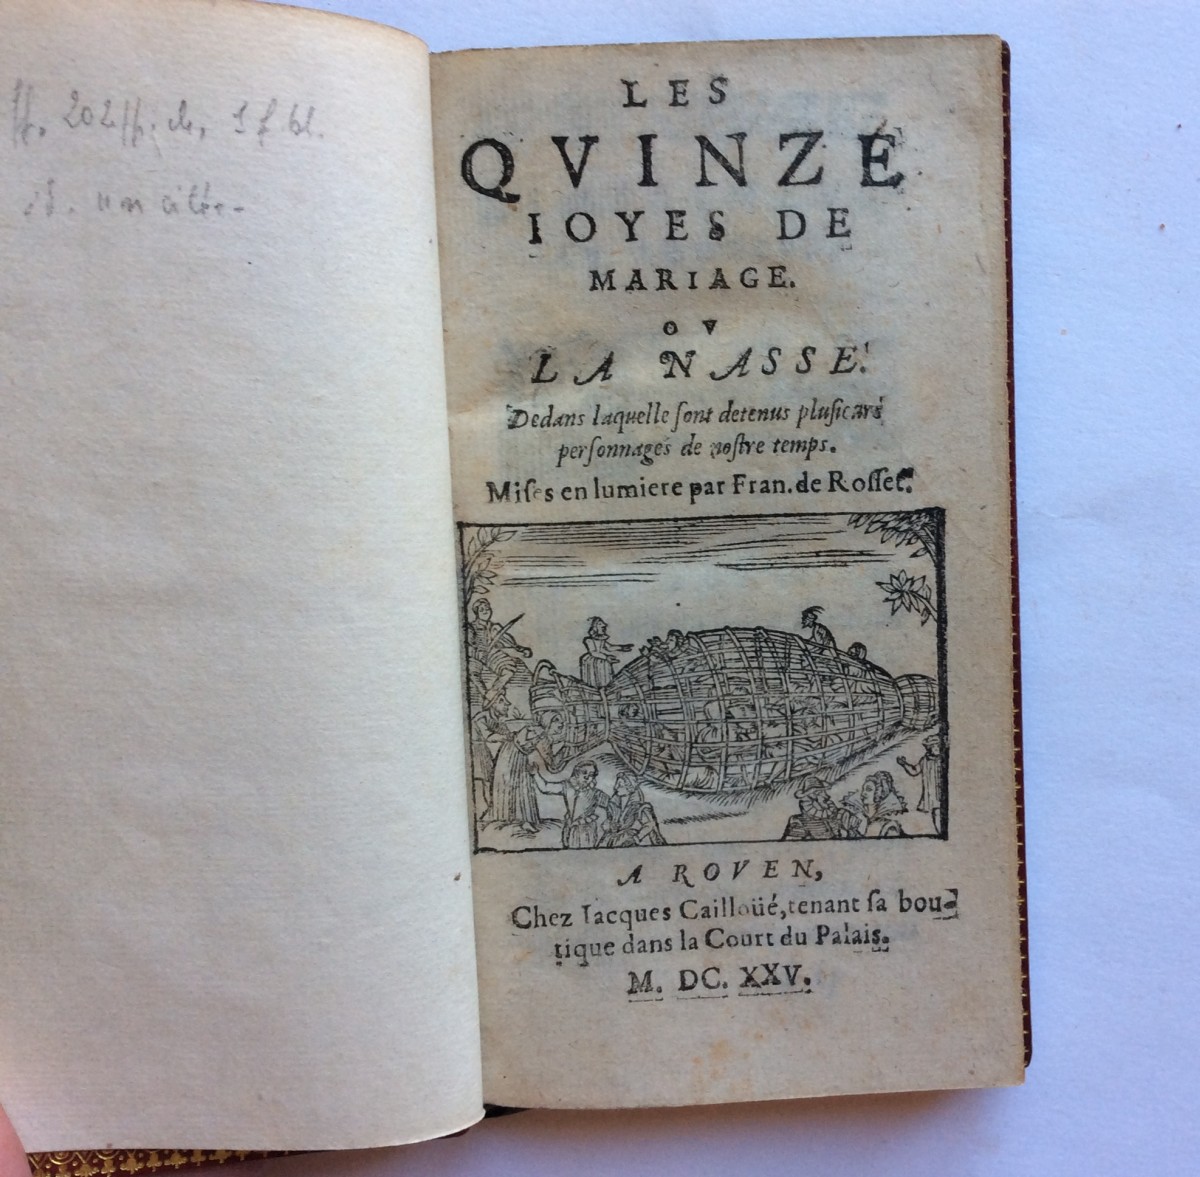 LES
QVINZE
IOYES DE
MARIAGE.
OV
LA NASSE.
Dedans laquelle ſont detenus pluſieurs
perſonnages de noſtre temps.
Miſes en lumiere par Fran. de Roſſet.
A ROVEN,
Chez Iacques Cailloüé, tenant ſa bou-
tique dans la Court du Palais.
M. DC. XXV.